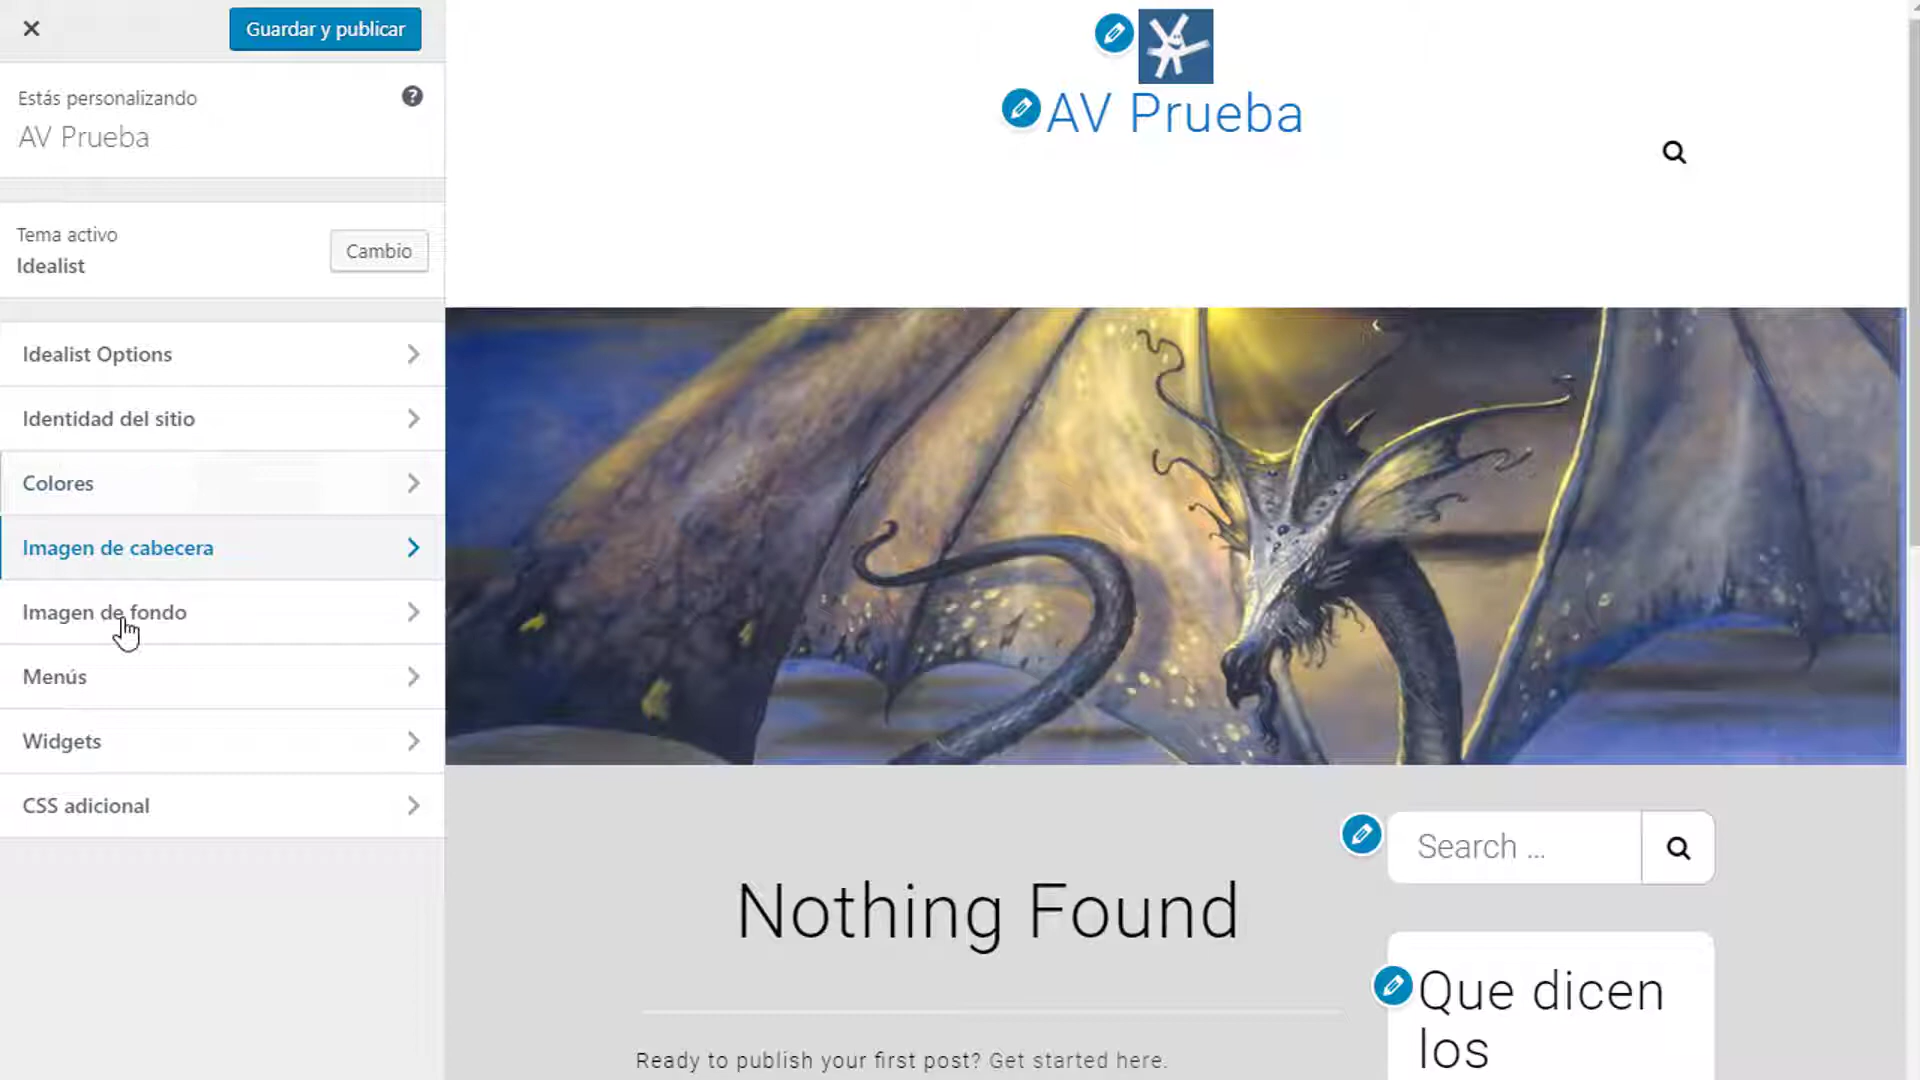 Guardar y publicar
Estás personalizando
AV Prueba
Tema activo
Idealist
Cambio
Idealist Options
Identidad del sitio
Colores
Imagen de cabecera
Imagen de fondo
Menús
Widgets
CSS adicional
AV Prueba
Search ...
Nothing Found
Que dicen
los
Ready to publish your first post? Get started here.